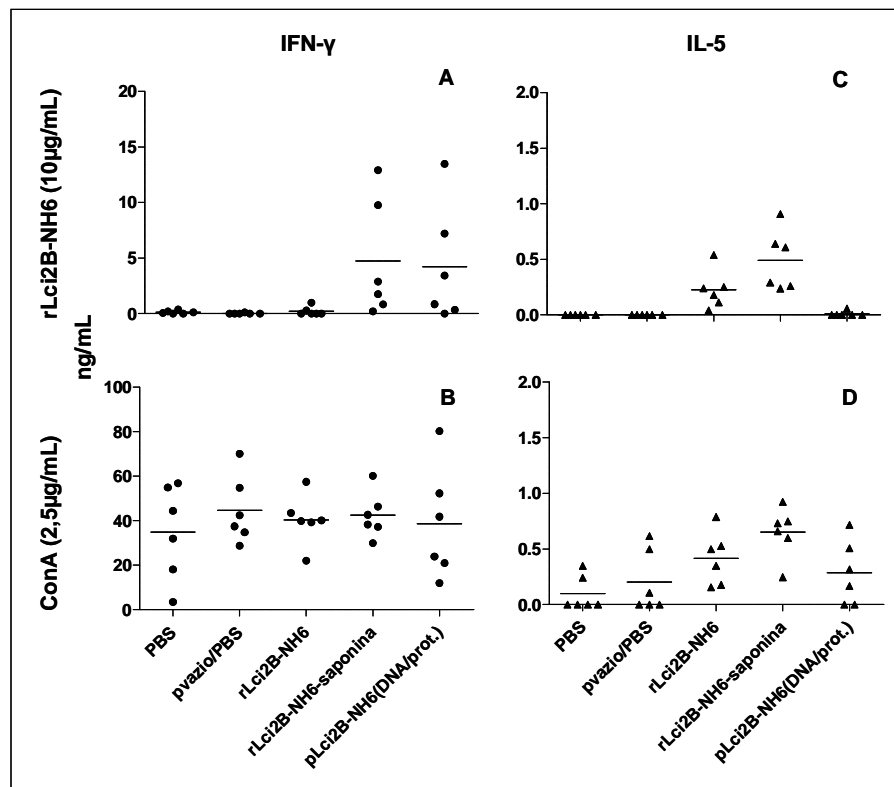 IFN-γ
IL-5
rLci2B-NH6 (10µg/mL)
ng/mL
ConA (2,5µg/mL)
A
20
15
10
5
0
C
2.0
1.5
1.0
0.5
0.0
B
100
80
60
40
20
0
D
2.0
1.5
1.0
0.5
0.0
PBS
pvazio/PBS
rLci2B-NH6
rLci2B-NH6-saponina
pLci2B-NH6(DNA/prot.)
PBS
pvazio/PBS
rLci2B-NH6
rLci2B-NH6-saponina
pLci2B-NH6(DNA/prot.)